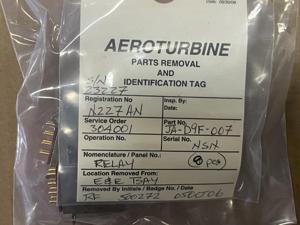 AEROTURBINE
PARTS REMOVAL
AND
IDENTIFICATION TAG
S/N
23227
Registration No
N227AN
Insp. By:
Date:
Service Order
304001
Part No.
JA-D9F-007
Operation No.
Serial No.
NSN
Nomenclature / Panel No.:
RELAY
pcs
Location Removed From:
E&E BAY
Removed By Initials / Badge No. / Date
RF 500272